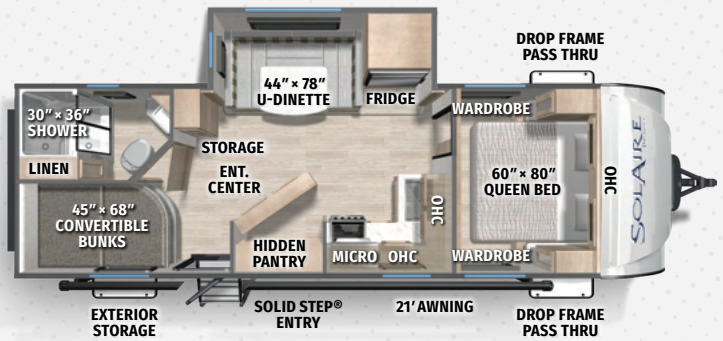 DROP FRAME
PASS THRU
44" × 78"
U-DINETTE
FRIDGE
WARDROBE
30" × 36"
SHOWER
LINEN
STORAGE
ENT.
CENTER
60" × 80"
QUEEN BED
OHC
SOLAIRE
45" × 68"
CONVERTIBLE
BUNKS
OHC
HIDDEN
PANTRY
MICRO
OHC
WARDROBE
EXTERIOR
STORAGE
SOLID STEP®
ENTRY
21' AWNING
DROP FRAME
PASS THRU